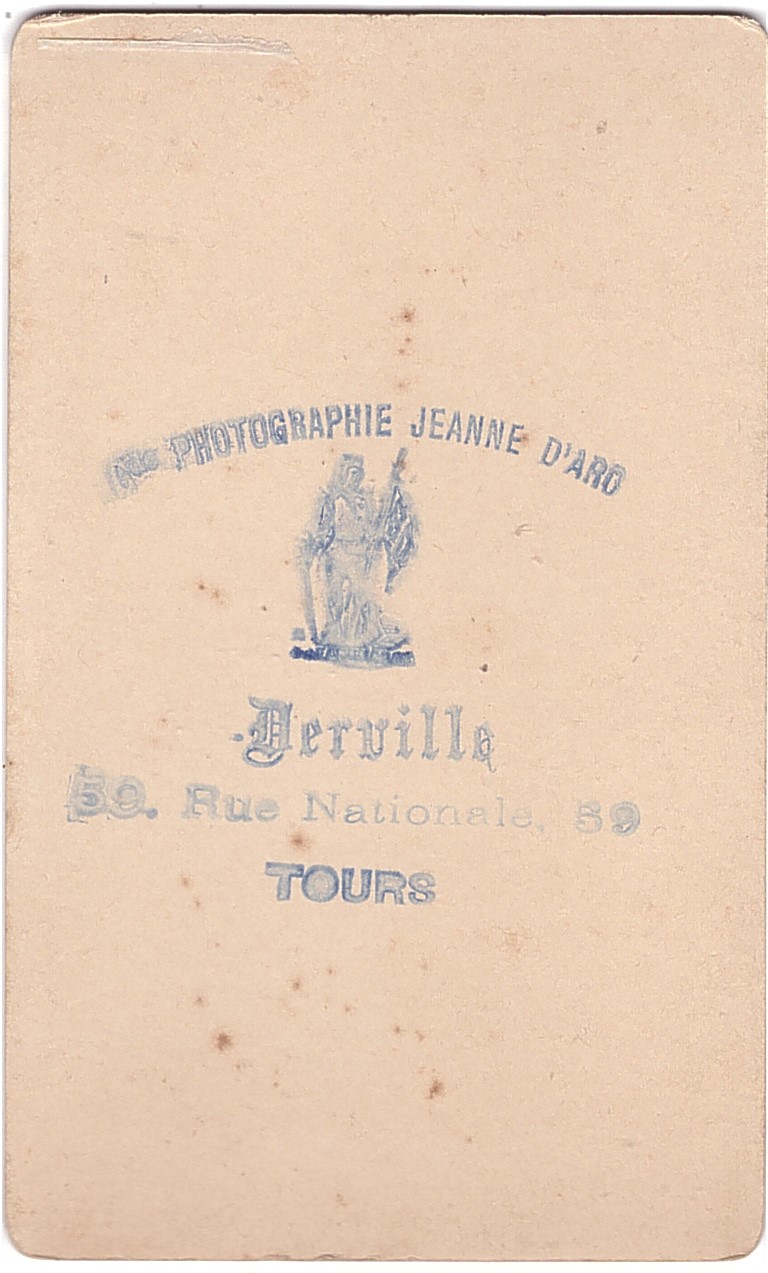 PHOTOGRAPHIE JEANNE D'ARC
Derville
59. Rue Nationale, 59
TOURS